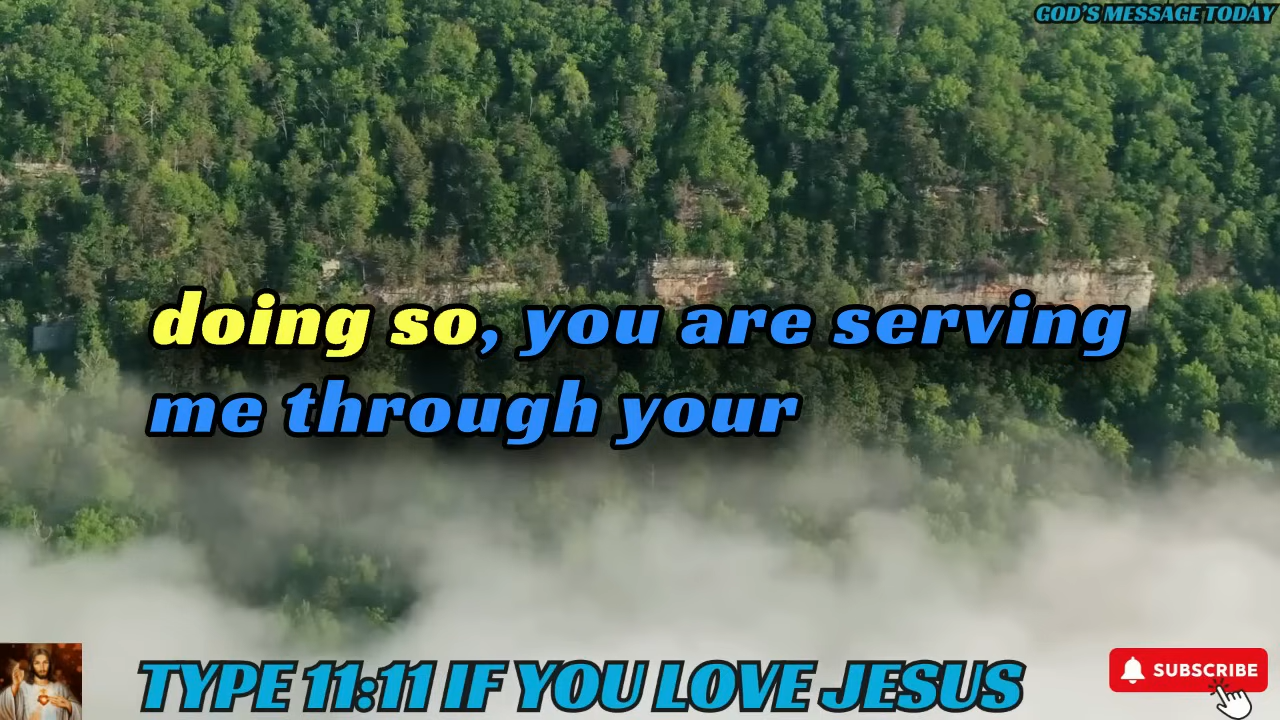 GOD'S MESSAGE TODAY
doing so, you are serving
me through your
TYPE 11:11 IF YOU LOVE JESUS
SUBSCRIBE